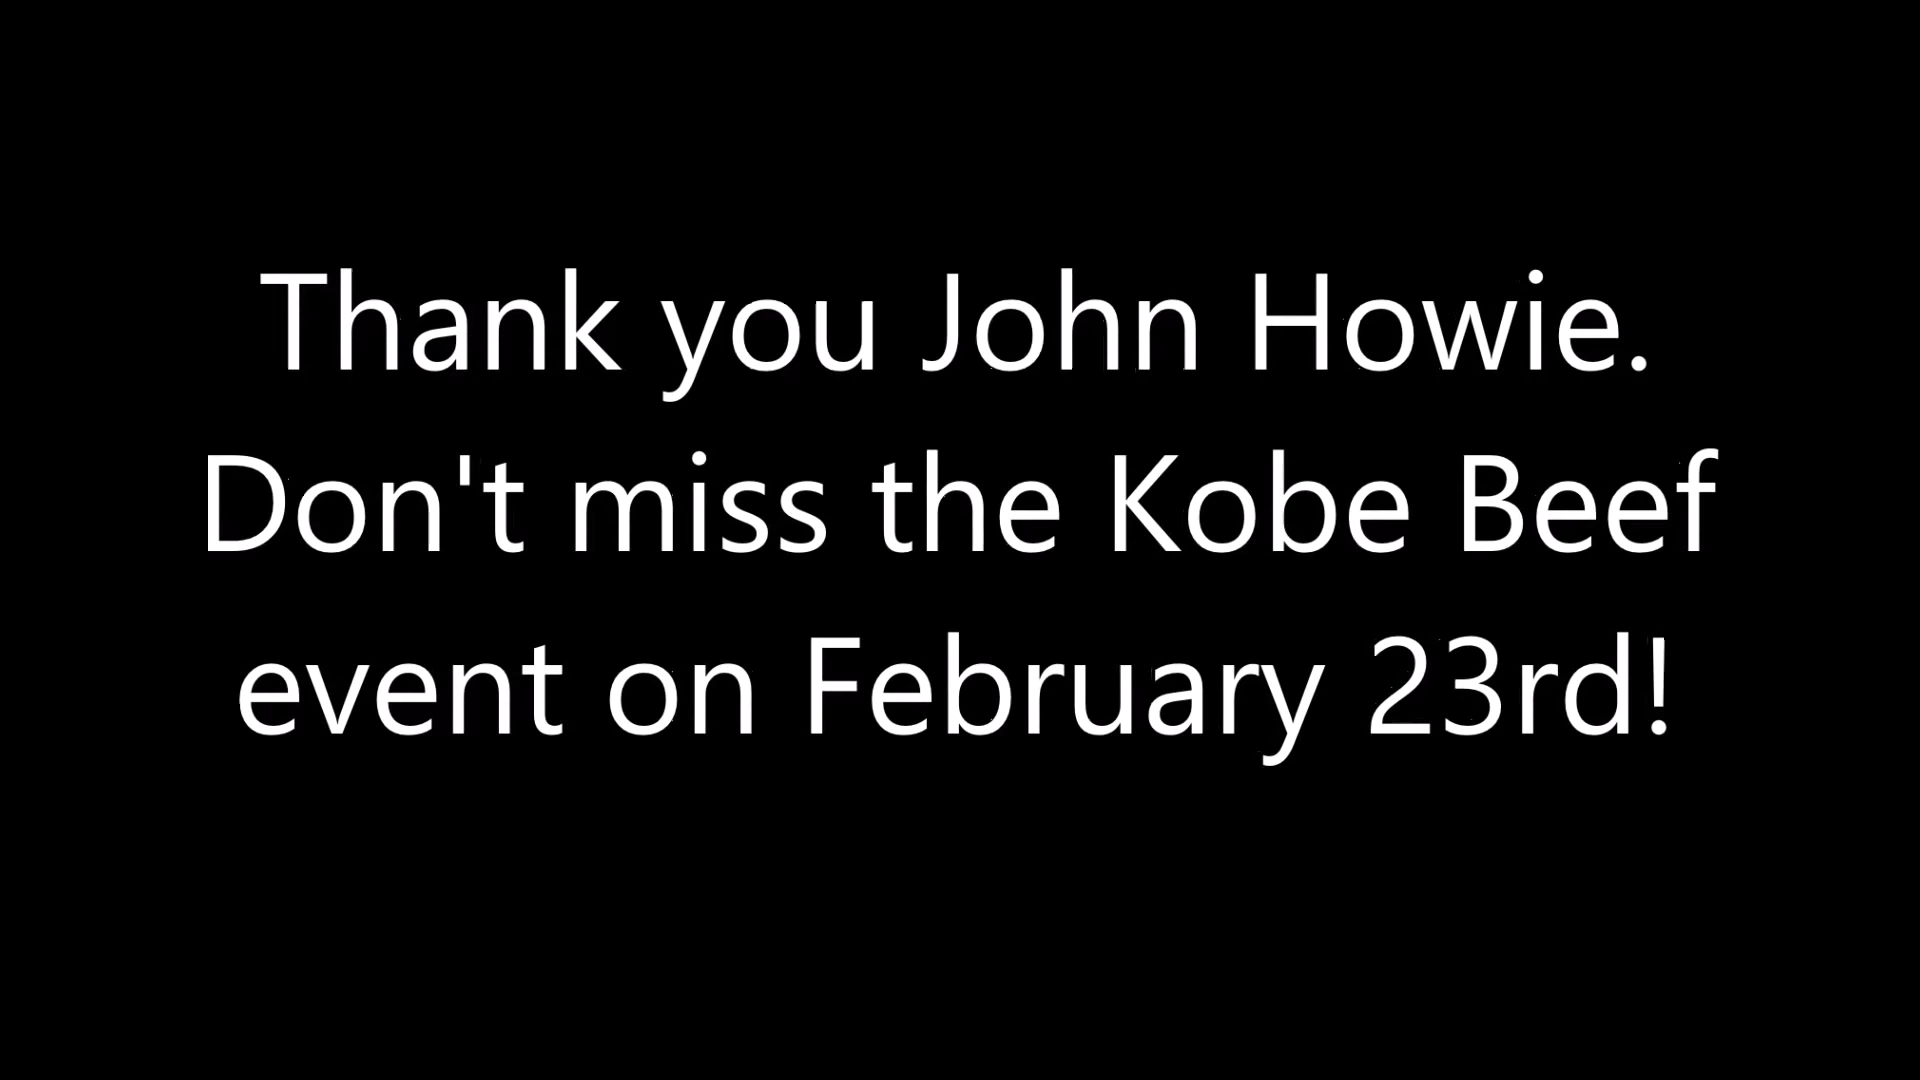 Thank you John Howie.
Don't miss the Kobe Beef
event on February 23rd!